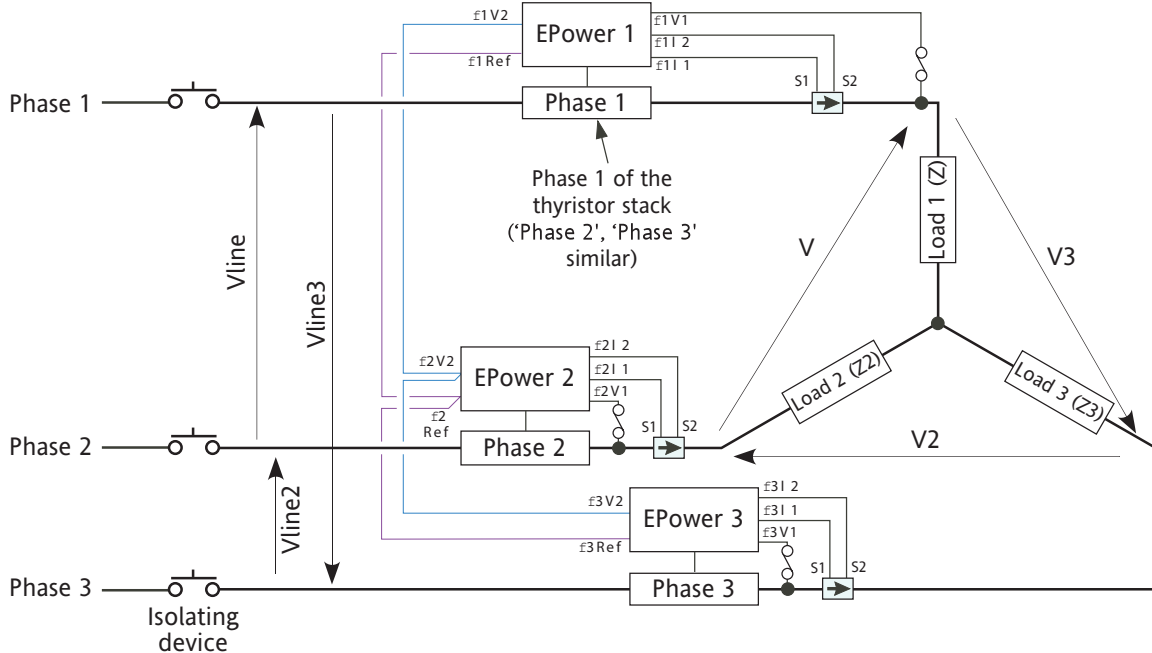 f1V2
EPower 1
f1V1
f1I 2
f1Ref
f1I 1
S1
S2
Phase 1
Phase 1
Phase 1 of the
thyristor stack
('Phase 2', 'Phase 3'
similar)
Load 1 (Z)
Vline
V
V3
Vline3
f2V2
EPower 2
f2I 2
f2I 1
f2V1
f2
Ref
Load 2 (Z2)
Load 3 (Z3)
S1
S2
Phase 2
Phase 2
V2
Vline2
f3V2
EPower 3
f3I 2
f3I 1
f3V1
f3Ref
S1
S2
Phase 3
Phase 3
Isolating
device